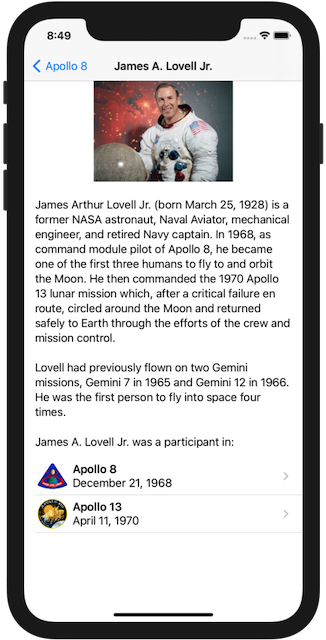 8:49
Apollo 8
James A. Lovell Jr.
James Arthur Lovell Jr. (born March 25, 1928) is a
former NASA astronaut, Naval Aviator, mechanical
engineer, and retired Navy captain. In 1968, as
command module pilot of Apollo 8, he became
one of the first three humans to fly to and orbit
the Moon. He then commanded the 1970 Apollo
13 lunar mission which, after a critical failure en
route, circled around the Moon and returned
safely to Earth through the efforts of the crew and
mission control.
Lovell had previously flown on two Gemini
missions, Gemini 7 in 1965 and Gemini 12 in 1966.
He was the first person to fly into space four
times.
James A. Lovell Jr. was a participant in:
Apollo 8
December 21, 1968
Apollo 13
April 11, 1970